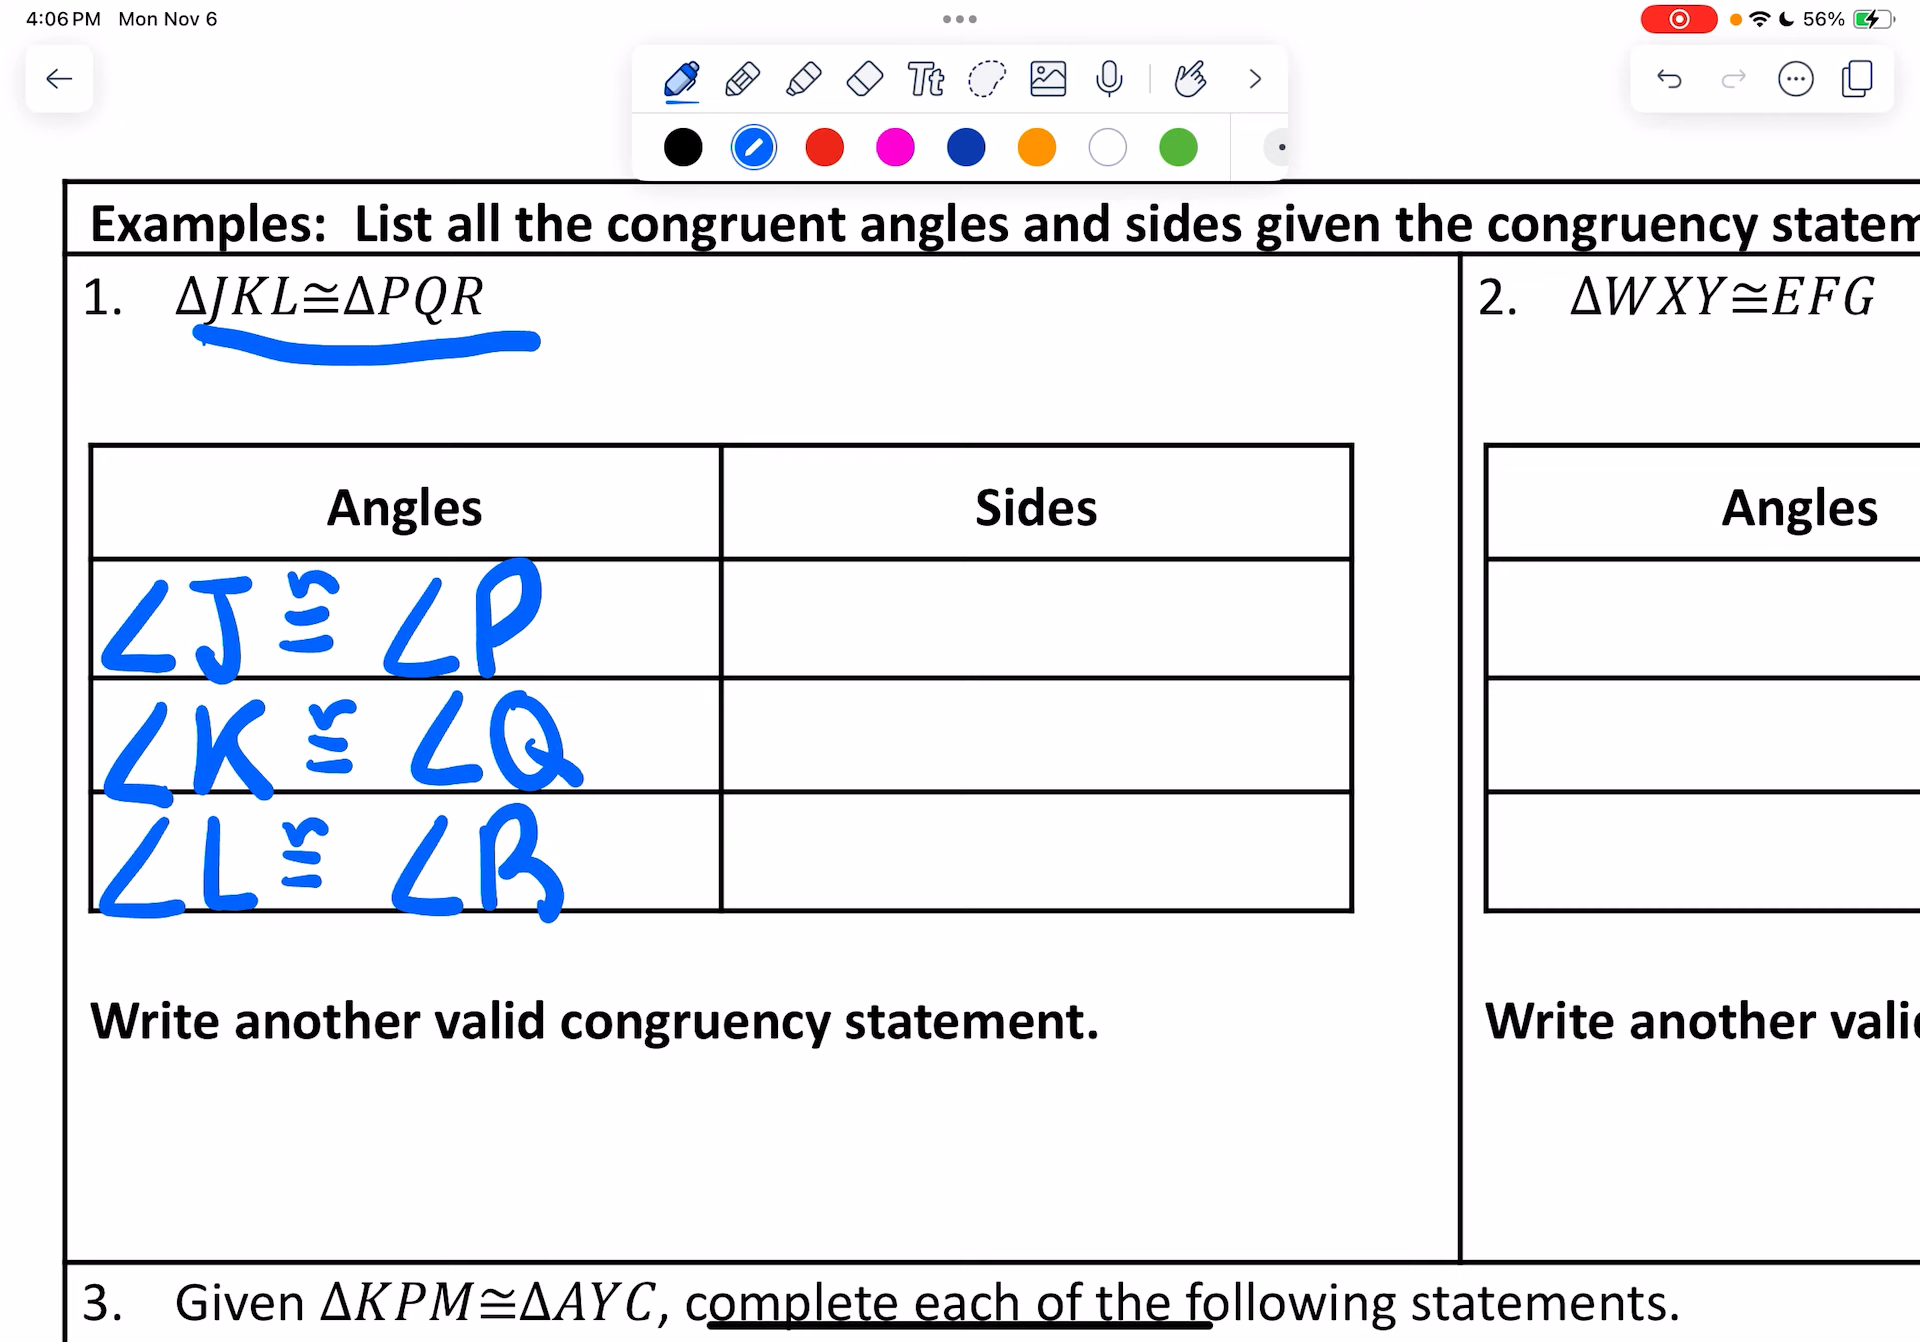 4:06 PM Mon Nov 6
56%
Tt
Examples: List all the congruent angles and sides given the congruency statem
1. ΔJKL≅ΔPQR
2. ΔWXY≅EFG
Angles Sides
Angles
∠J ≅ ∠P
∠K ≅ ∠Q
∠L ≅ ∠R
Write another valid congruency statement.
Write another valid
3. Given ΔKPM≅ΔAYC, complete each of the following statements.